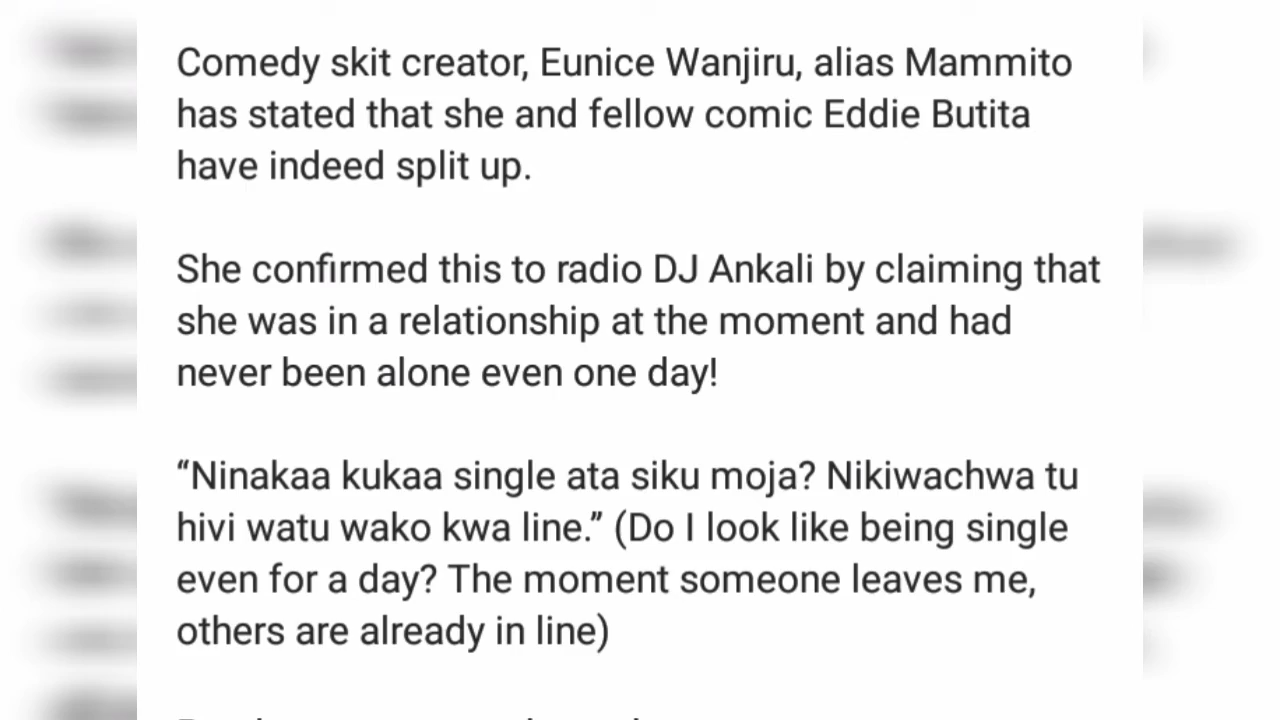 Comedy skit creator, Eunice Wanjiru, alias Mammito
has stated that she and fellow comic Eddie Butita
have indeed split up.
She confirmed this to radio DJ Ankali by claiming that
she was in a relationship at the moment and had
never been alone even one day!
“Ninakaa kukaa single ata siku moja? Nikiwachwa tu
hivi watu wako kwa line.” (Do I look like being single
even for a day? The moment someone leaves me,
others are already in line)